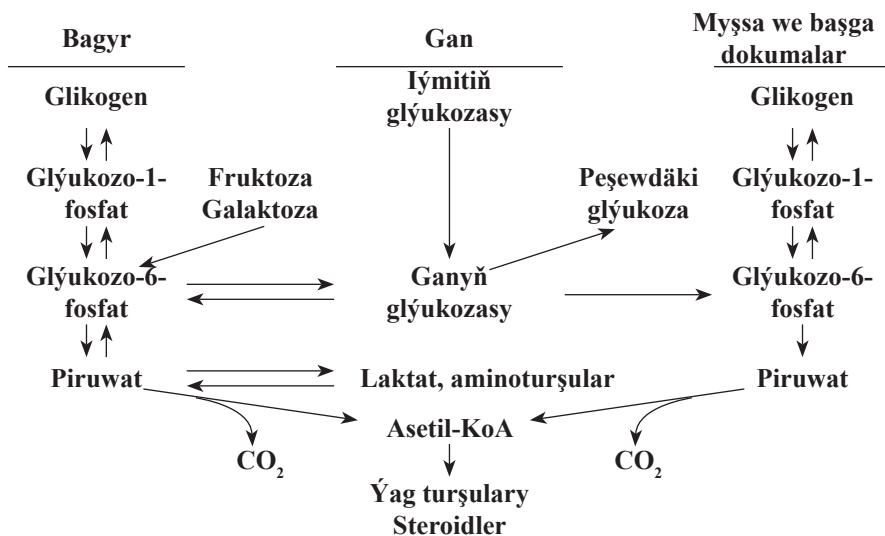 Bagyr
Gan
Myşsa we başga
dokumalar
Glikogen
Iýmitiň
glýukozasy
Glikogen
Glýukozo-1-
fosfat
Fruktoza
Galaktoza
Peşewdäki
glýukoza
Glýukozo-1-
fosfat
Glýukozo-6-
fosfat
Ganyň
glýukozasy
Glýukozo-6-
fosfat
Piruwat
Laktat, aminoturşular
Piruwat
Asetil-KoA
CO₂
CO₂
Ýag turşulary
Steroidler